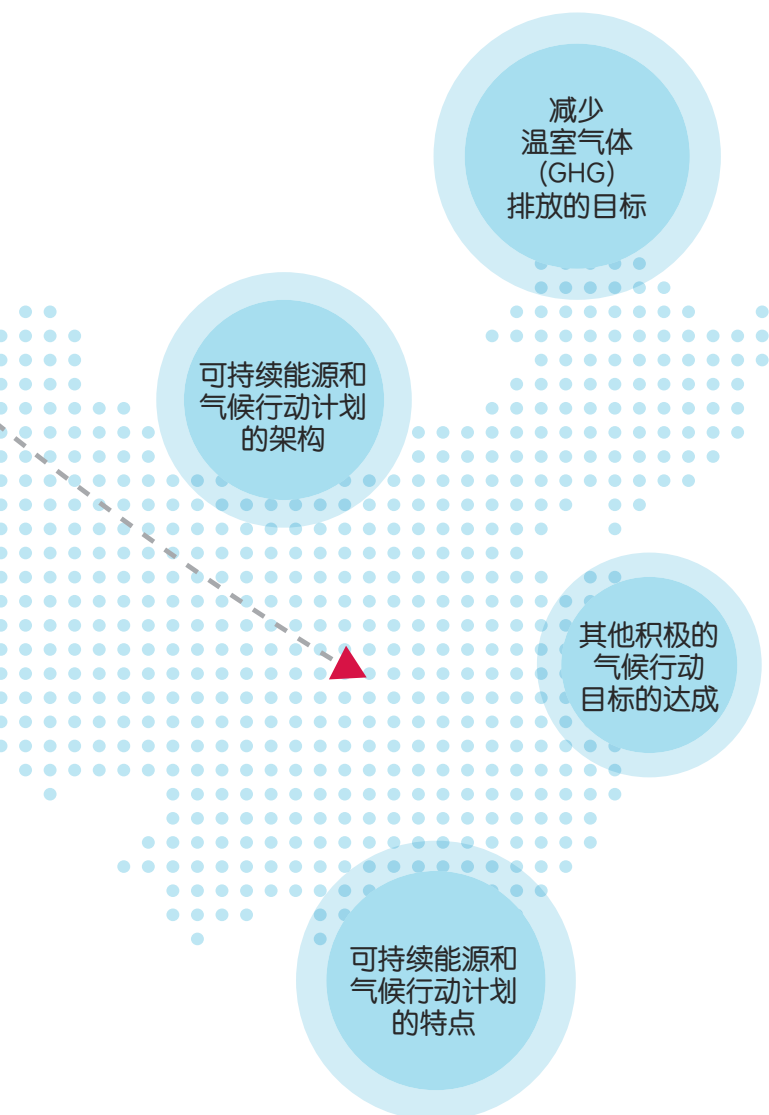 减少
温室气体
(GHG)
排放的目标
可持续能源和
气候行动计划
的架构
其他积极的
气候行动
目标的达成
可持续能源和
气候行动计划
的特点